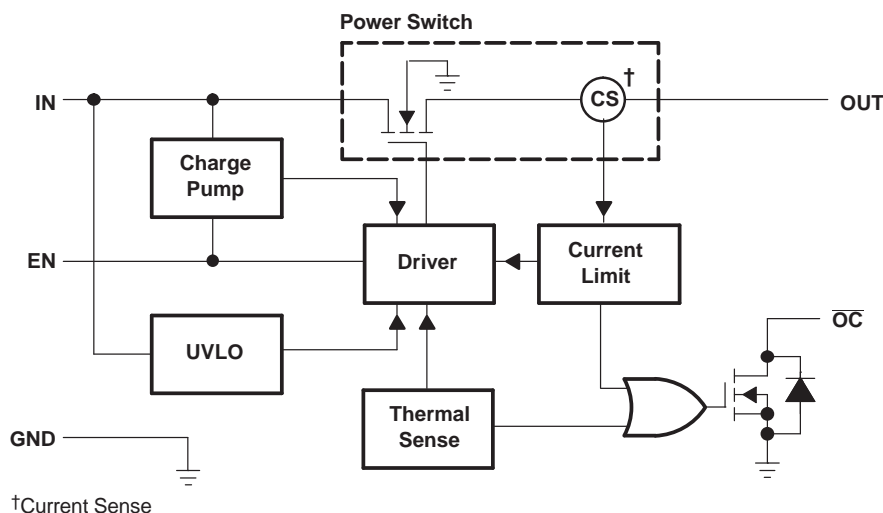 Power Switch
†
IN
CS
OUT
Charge
Pump
EN
Driver
Current
Limit
OC
UVLO
Thermal
Sense
GND
†Current Sense